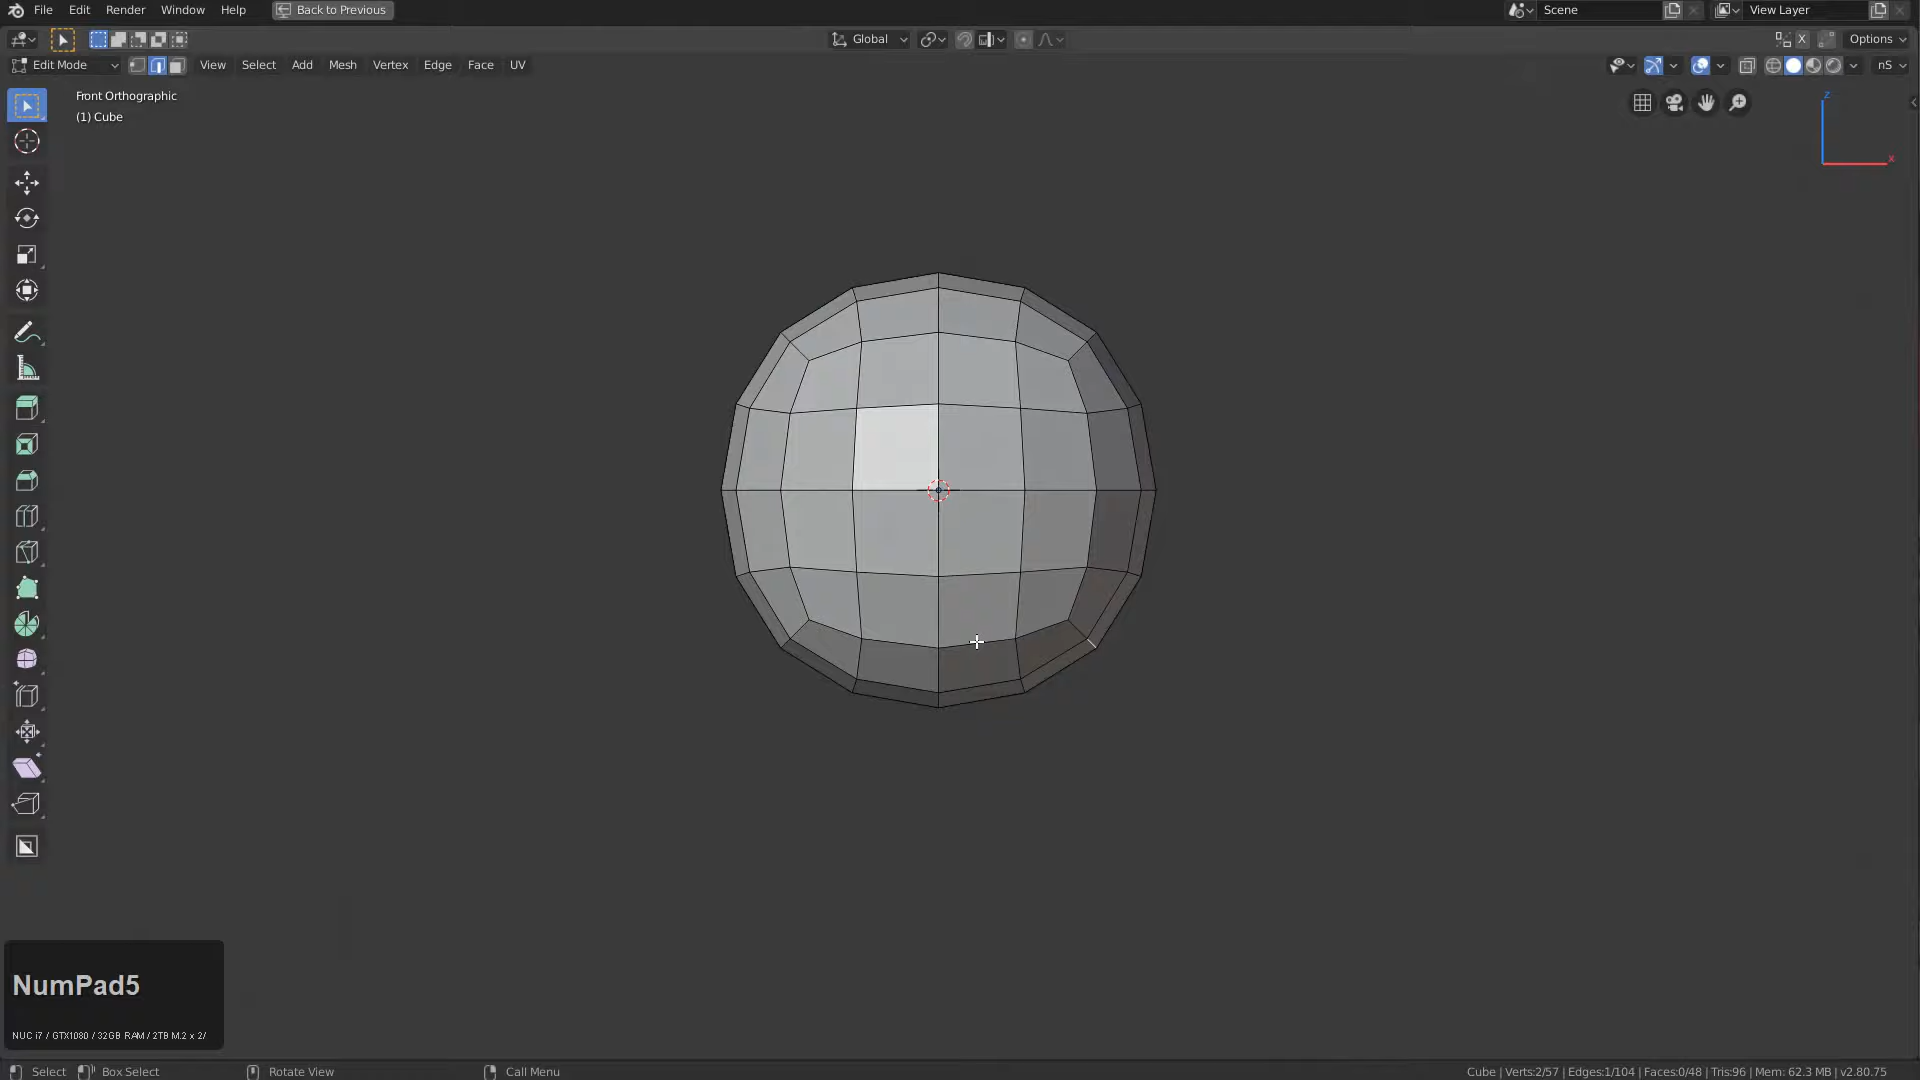 File Edit Render Window Help Back to Previous Scene View Layer
Global X Options
Edit Mode View Select Add Mesh Vertex Edge Face UV nS
Front Orthographic
(1) Cube
Z
X
NumPad5
NUC i7 / GTX1080 / 32GB RAM / 2TB M.2 x 2/
Select Box Select Rotate View Call Menu Cube | Verts:2/57 | Edges:1/104 | Faces:0/48 | Tris:96 | Mem: 62.3 MB | v2.80.75